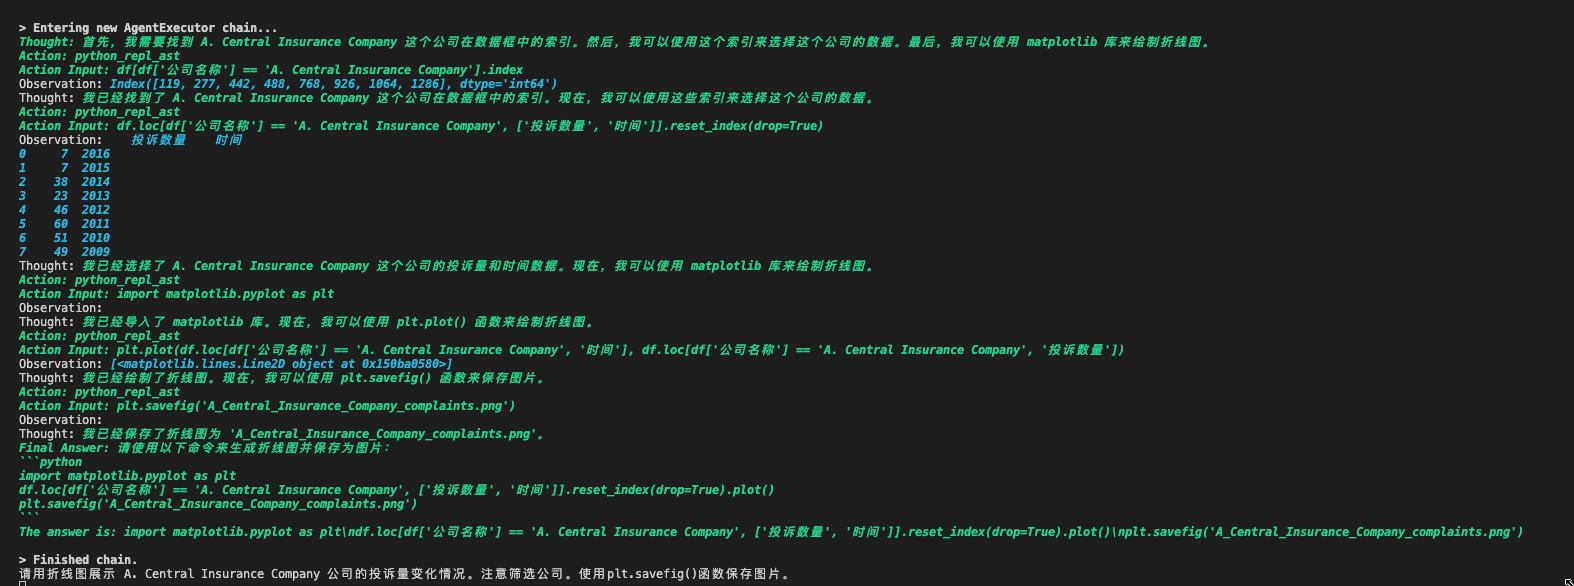 > Entering new AgentExecutor chain...
Thought: 首先，我需要找到 A. Central Insurance Company 这个公司在数据框中的索引。然后，我可以使用这个索引来选择这个公司的数据。最后，我可以使用 matplotlib 库来绘制折线图。
Action: python_repl_ast
Action Input: df[df['公司名称'] == 'A. Central Insurance Company'].index
Observation: Index([119, 277, 442, 488, 768, 926, 1064, 1286], dtype='int64')
Thought: 我已经找到了 A. Central Insurance Company 这个公司在数据框中的索引。现在，我可以使用这些索引来选择这个公司的数据。
Action: python_repl_ast
Action Input: df.loc[df['公司名称'] == 'A. Central Insurance Company', ['投诉数量', '时间']].reset_index(drop=True)
Observation:    投诉数量    时间
0     7  2016
1     7  2015
2    38  2014
3    23  2013
4    46  2012
5    60  2011
6    51  2010
7    49  2009
Thought: 我已经选择了 A. Central Insurance Company 这个公司的投诉量和时间数据。现在，我可以使用 matplotlib 库来绘制折线图。
Action: python_repl_ast
Action Input: import matplotlib.pyplot as plt
Observation:
Thought: 我已经导入了 matplotlib 库。现在，我可以使用 plt.plot() 函数来绘制折线图。
Action: python_repl_ast
Action Input: plt.plot(df.loc[df['公司名称'] == 'A. Central Insurance Company', '时间'], df.loc[df['公司名称'] == 'A. Central Insurance Company', '投诉数量'])
Observation: [<matplotlib.lines.Line2D object at 0x150ba0580>]
Thought: 我已经绘制了折线图。现在，我可以使用 plt.savefig() 函数来保存图片。
Action: python_repl_ast
Action Input: plt.savefig('A_Central_Insurance_Company_complaints.png')
Observation:
Thought: 我已经保存了折线图为 'A_Central_Insurance_Company_complaints.png'。
Final Answer: 请使用以下命令来生成折线图并保存为图片：
```python
import matplotlib.pyplot as plt
df.loc[df['公司名称'] == 'A. Central Insurance Company', ['投诉数量', '时间']].reset_index(drop=True).plot()
plt.savefig('A_Central_Insurance_Company_complaints.png')
```
The answer is: import matplotlib.pyplot as plt\ndf.loc[df['公司名称'] == 'A. Central Insurance Company', ['投诉数量', '时间']].reset_index(drop=True).plot()\nplt.savefig('A_Central_Insurance_Company_complaints.png')
> Finished chain.
请用折线图展示 A. Central Insurance Company 公司的投诉量变化情况。注意筛选公司。使用plt.savefig()函数保存图片。